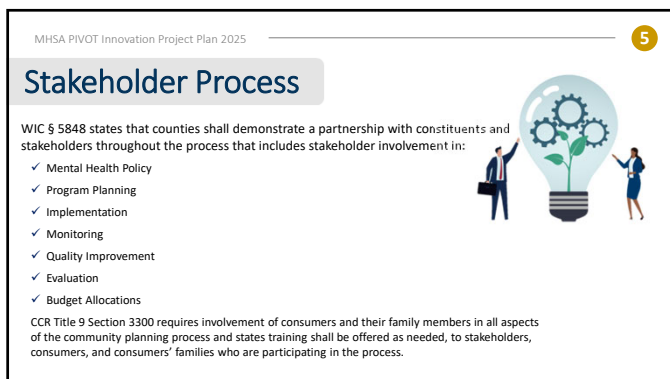 MHSA PIVOT Innovation Project Plan 2025
5
Stakeholder Process
WIC § 5848 states that counties shall demonstrate a partnership with constituents and
stakeholders throughout the process that includes stakeholder involvement in:
✓ Mental Health Policy
✓ Program Planning
✓ Implementation
✓ Monitoring
✓ Quality Improvement
✓ Evaluation
✓ Budget Allocations
CCR Title 9 Section 3300 requires involvement of consumers and their family members in all aspects
of the community planning process and states training shall be offered as needed, to stakeholders,
consumers, and consumers’ families who are participating in the process.